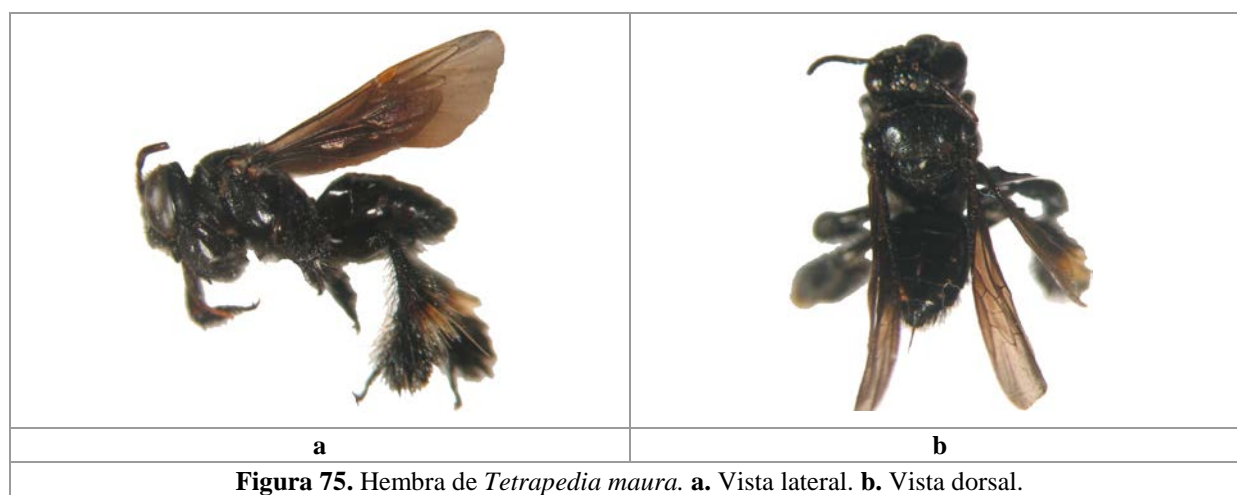 a
b
Figura 75. Hembra de Tetrapedia maura. a. Vista lateral. b. Vista dorsal.